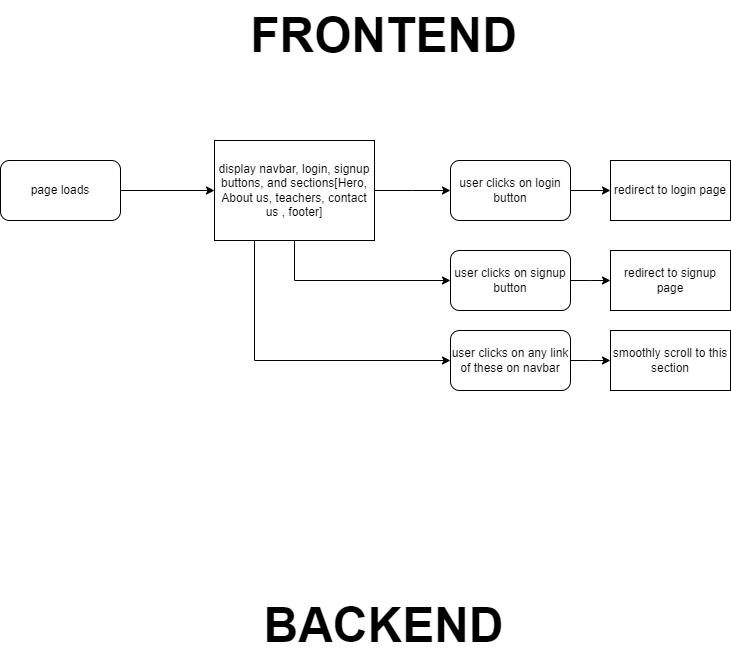 FRONTEND
page loads
display navbar, login, signup
buttons, and sections[Hero,
About us, teachers, contact
us , footer]
user clicks on login
button
redirect to login page
user clicks on signup
button
redirect to signup
page
user clicks on any link
of these on navbar
smoothly scroll to this
section
BACKEND